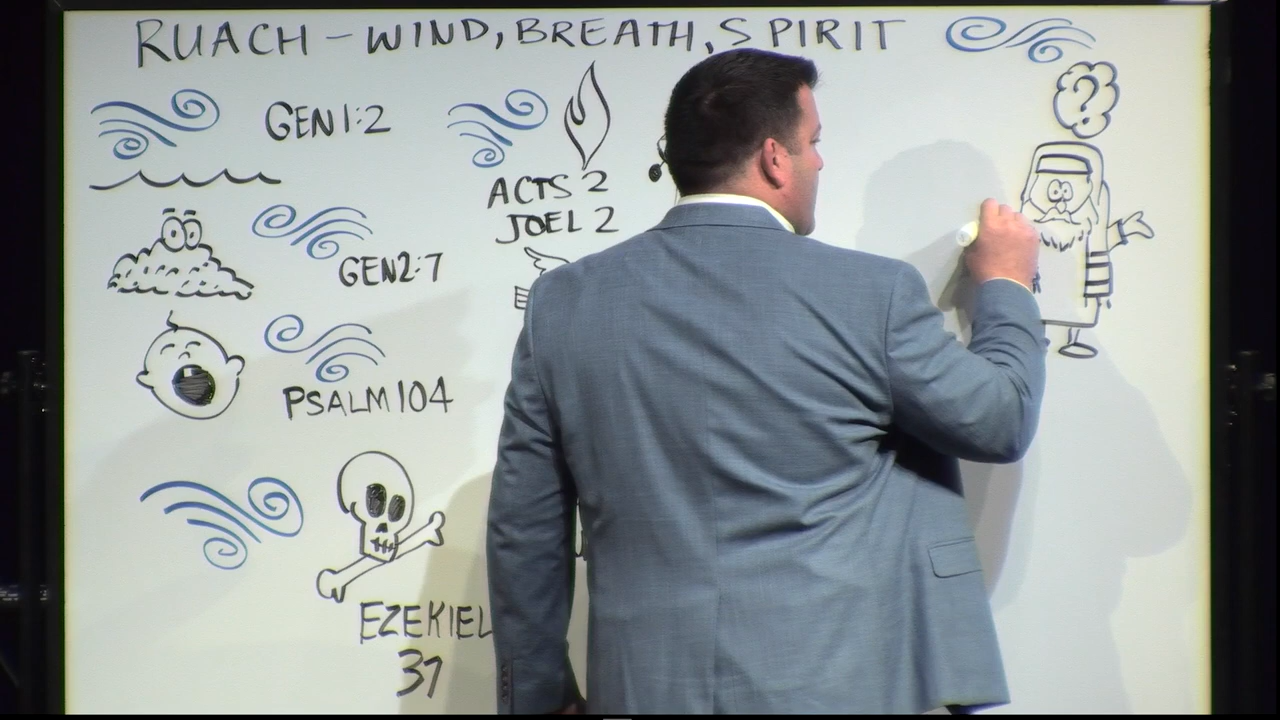 RUACH - WIND, BREATH, SPIRIT
GEN 1:2
ACTS 2
JOEL 2
GEN 2:7
PSALM 104
EZEKIEL
37
?